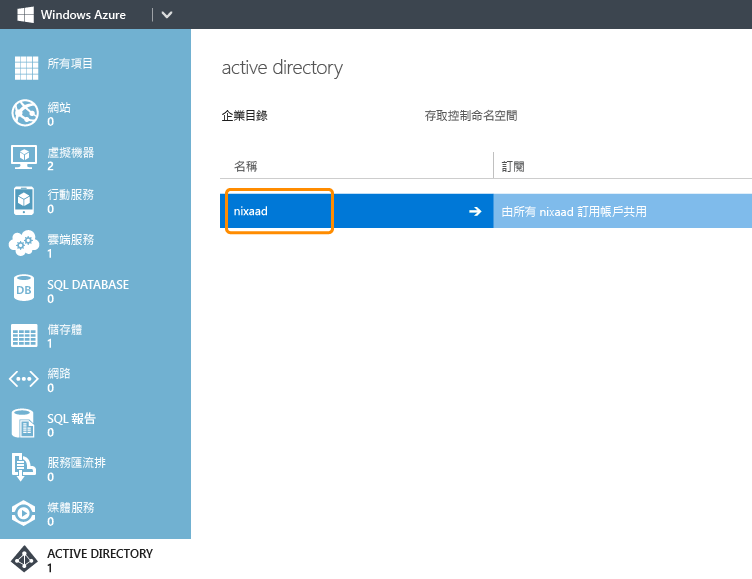 Windows Azure
所有項目
網站
0
虛擬機器
2
行動服務
0
雲端服務
1
SQL DATABASE
0
儲存體
1
網路
0
SQL 報告
0
服務匯流排
0
媒體服務
0
ACTIVE DIRECTORY
1
active directory
企業目錄 存取控制命名空間
名稱 訂閱
nixaad 由所有 nixaad 訂用帳戶共用
DB